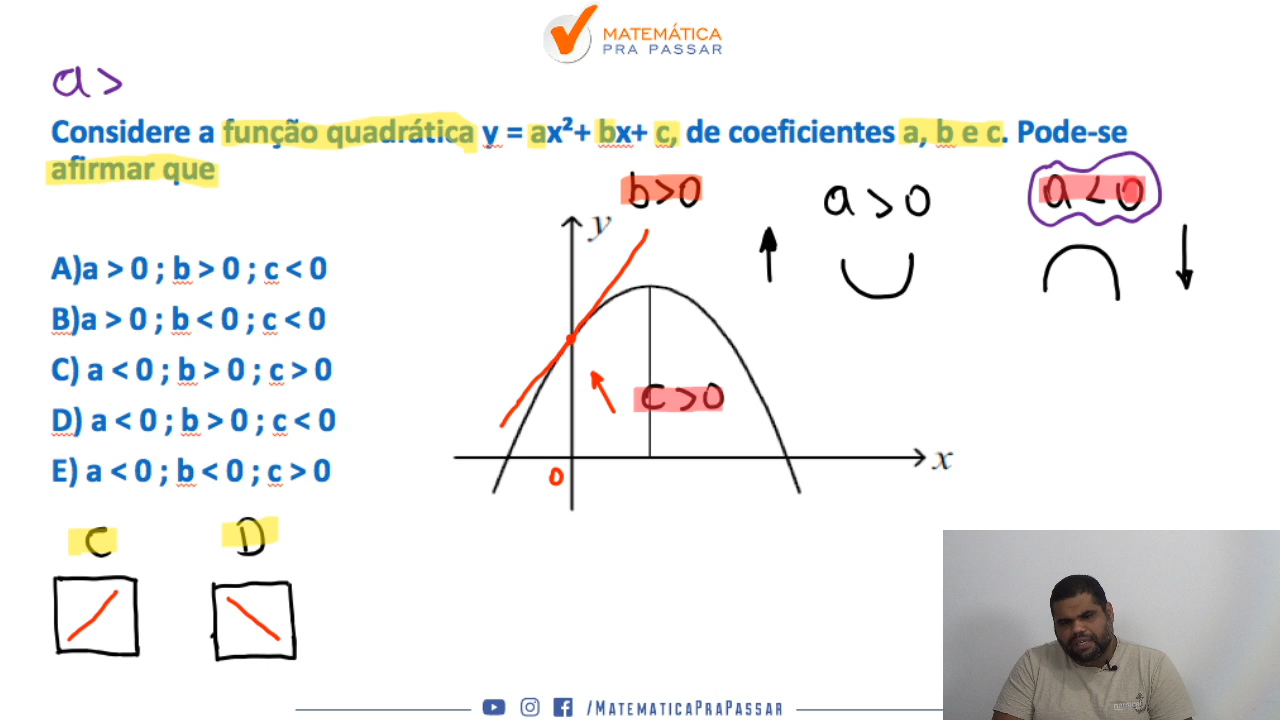 MATEMÁTICA
PRA PASSAR
a >
Considere a função quadrática y = ax²+ bx+ c, de coeficientes a, b e c. Pode-se
afirmar que
b>0
a > 0
a < 0
y
A)a > 0 ; b > 0 ; c < 0
B)a > 0 ; b < 0 ; c < 0
C) a < 0 ; b > 0 ; c > 0
D) a < 0 ; b > 0 ; c < 0
E) a < 0 ; b < 0 ; c > 0
c > 0
x
0
C
D
/MATEMATICAPRAPASSAR